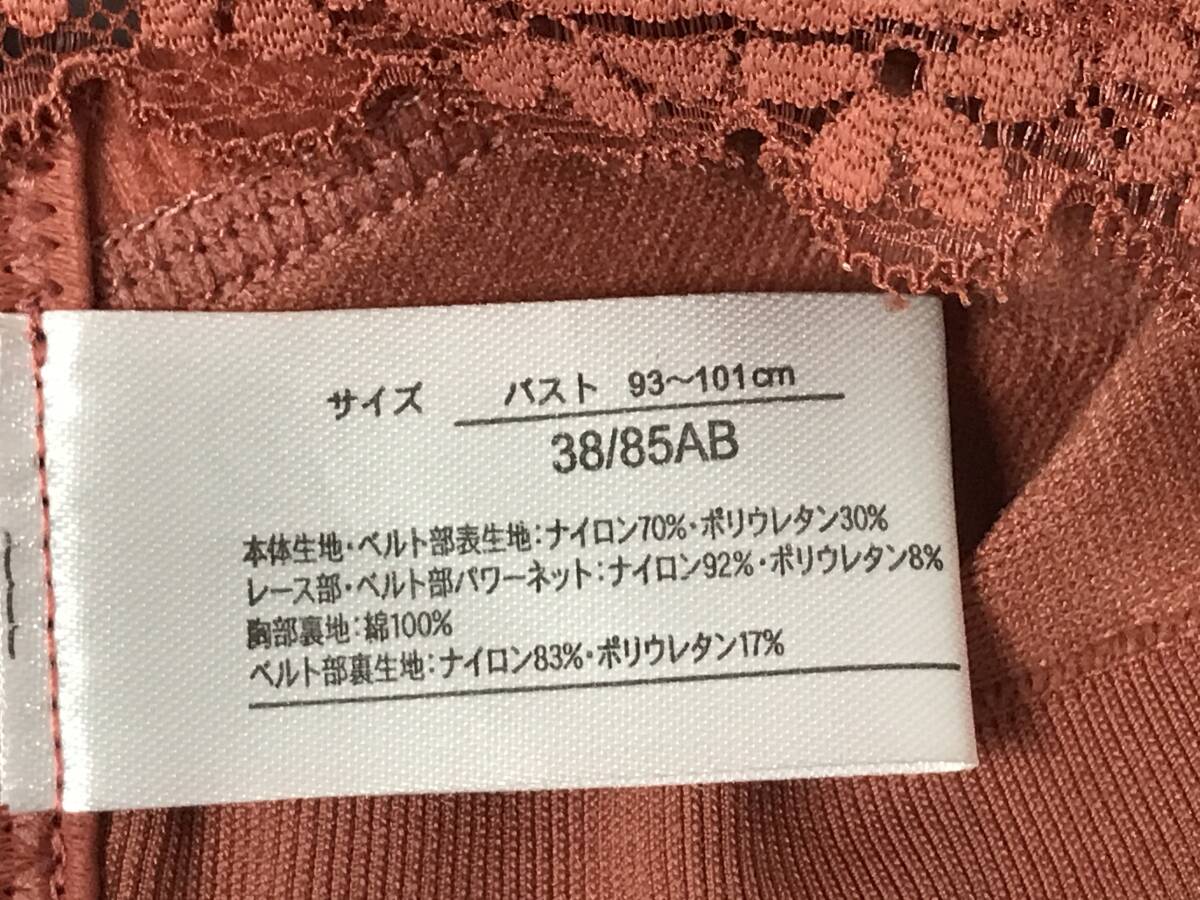 サイズ バスト 93〜101cm
38/85AB
本体生地・ベルト部表生地：ナイロン70%・ポリウレタン30%
レース部・ベルト部パワーネット：ナイロン92%・ポリウレタン8%
胸部裏地：綿100%
ベルト部裏生地：ナイロン83%・ポリウレタン17%